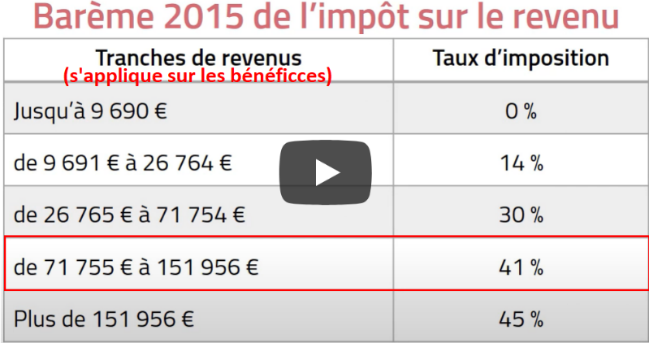 Barème 2015 de l'impôt sur le revenu
Tranches de revenus Taux d'imposition
(s'applique sur les bénéficces)
Jusqu'à 9 690 € 0 %
de 9 691 € à 26 764 € 14 %
de 26 765 € à 71 754 € 30 %
de 71 755 € à 151 956 € 41 %
Plus de 151 956 € 45 %